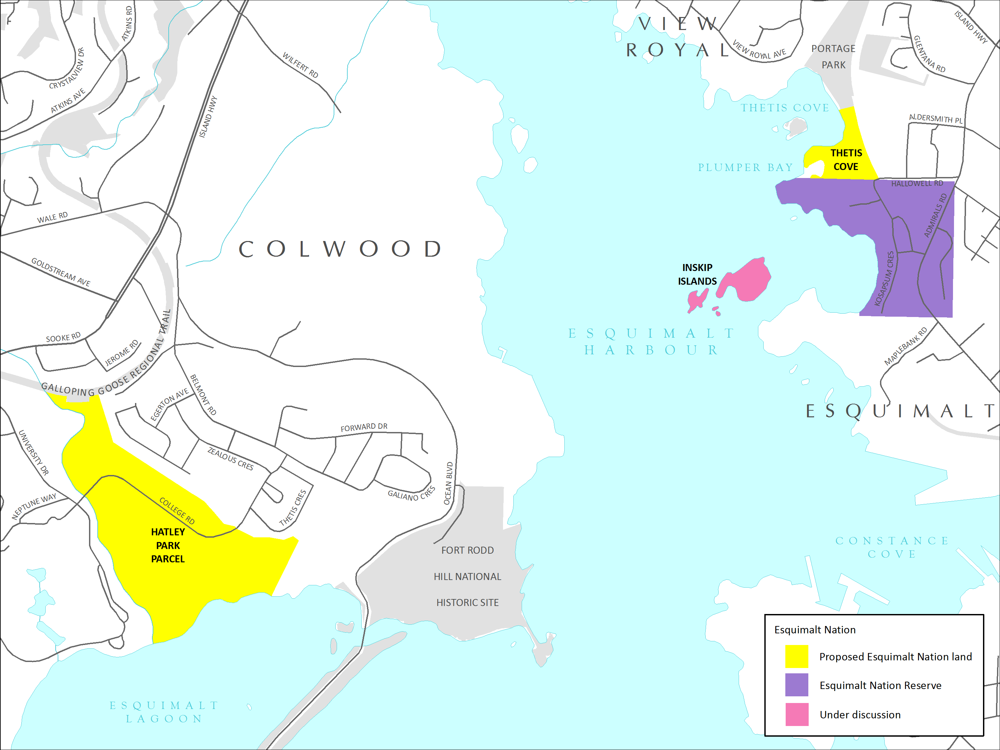 VIEW
ROYAL
ISLAND HWY
ATKINS RD
VIEW ROYAL AVE
GLENTANA RD
PORTAGE
PARK
WILFERT RD
CRYSTALVIEW DR
ATKINS AVE
ISLAND HWY
THETIS COVE
ALDERSMITH PL
THETIS
COVE
PLUMPER BAY
HALLOWELL RD
ADMIRALS RD
WALE RD
COLWOOD
GOLDSTREAM AVE
INSKIP
ISLANDS
KOSAPSUM CRES
SOOKE RD
JEROME RD
GALLOPING GOOSE REGIONAL TRAIL
ESQUIMALT
HARBOUR
MAPLEBANK RD
BELMONT RD
EGERTON AVE
ESQUIMALT
FORWARD DR
UNIVERSITY DR
ZEALOUS CRES
OCEAN BLVD
GALIANO CRES
NEPTUNE WAY
COLLEGE RD
THETIS CRES
HATLEY
PARK
PARCEL
CONSTANCE
COVE
FORT RODD
HILL NATIONAL
HISTORIC SITE
ESQUIMALT
LAGOON
Esquimalt Nation
Proposed Esquimalt Nation land
Esquimalt Nation Reserve
Under discussion